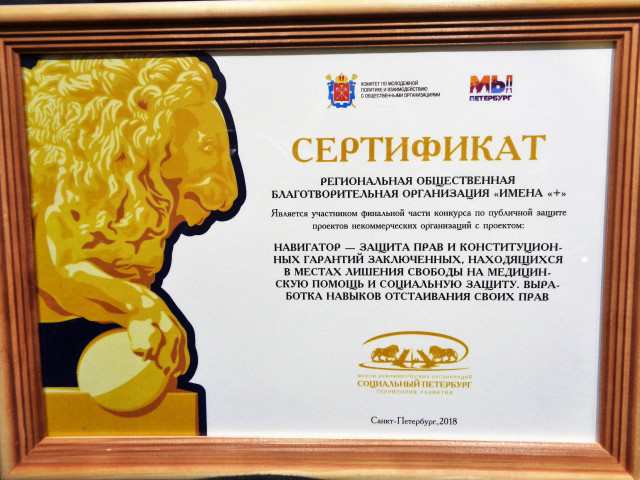 КОМИТЕТ ПО МОЛОДЕЖНОЙ
ПОЛИТИКЕ И ВЗАИМОДЕЙСТВИЮ
С ОБЩЕСТВЕННЫМИ ОРГАНИЗАЦИЯМИ
МЫ
ПЕТЕРБУРГ
СЕРТИФИКАТ
РЕГИОНАЛЬНАЯ ОБЩЕСТВЕННАЯ
БЛАГОТВОРИТЕЛЬНАЯ ОРГАНИЗАЦИЯ «ИМЕНА «+»
Является участником финальной части конкурса по публичной защите
проектов некоммерческих организаций с проектом:
НАВИГАТОР — ЗАЩИТА ПРАВ И КОНСТИТУЦИОН-
НЫХ ГАРАНТИЙ ЗАКЛЮЧЕННЫХ, НАХОДЯЩИХСЯ
В МЕСТАХ ЛИШЕНИЯ СВОБОДЫ НА МЕДИЦИН-
СКУЮ ПОМОЩЬ И СОЦИАЛЬНУЮ ЗАЩИТУ. ВЫРА-
БОТКА НАВЫКОВ ОТСТАИВАНИЯ СВОИХ ПРАВ
ФОРУМ НЕКОММЕРЧЕСКИХ ОРГАНИЗАЦИЙ
СОЦИАЛЬНЫЙ ПЕТЕРБУРГ
ТЕРРИТОРИЯ РАЗВИТИЯ
Санкт-Петербург, 2018